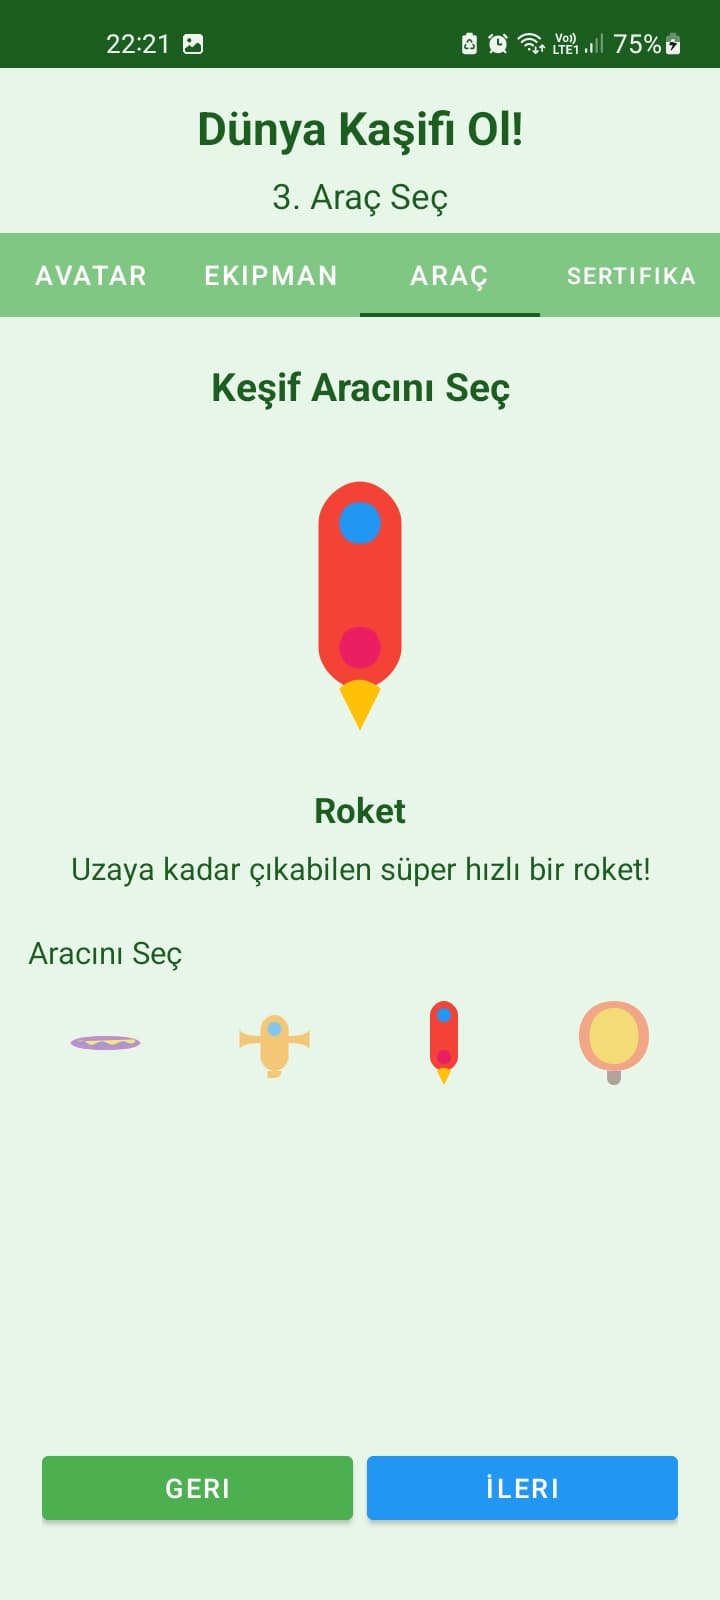 22:21
Vo))
LTE1
75%
Dünya Kaşifi Ol!
3. Araç Seç
AVATAR EKIPMAN ARAÇ SERTIFIKA
Keşif Aracını Seç
Roket
Uzaya kadar çıkabilen süper hızlı bir roket!
Aracını Seç
GERI İLERI